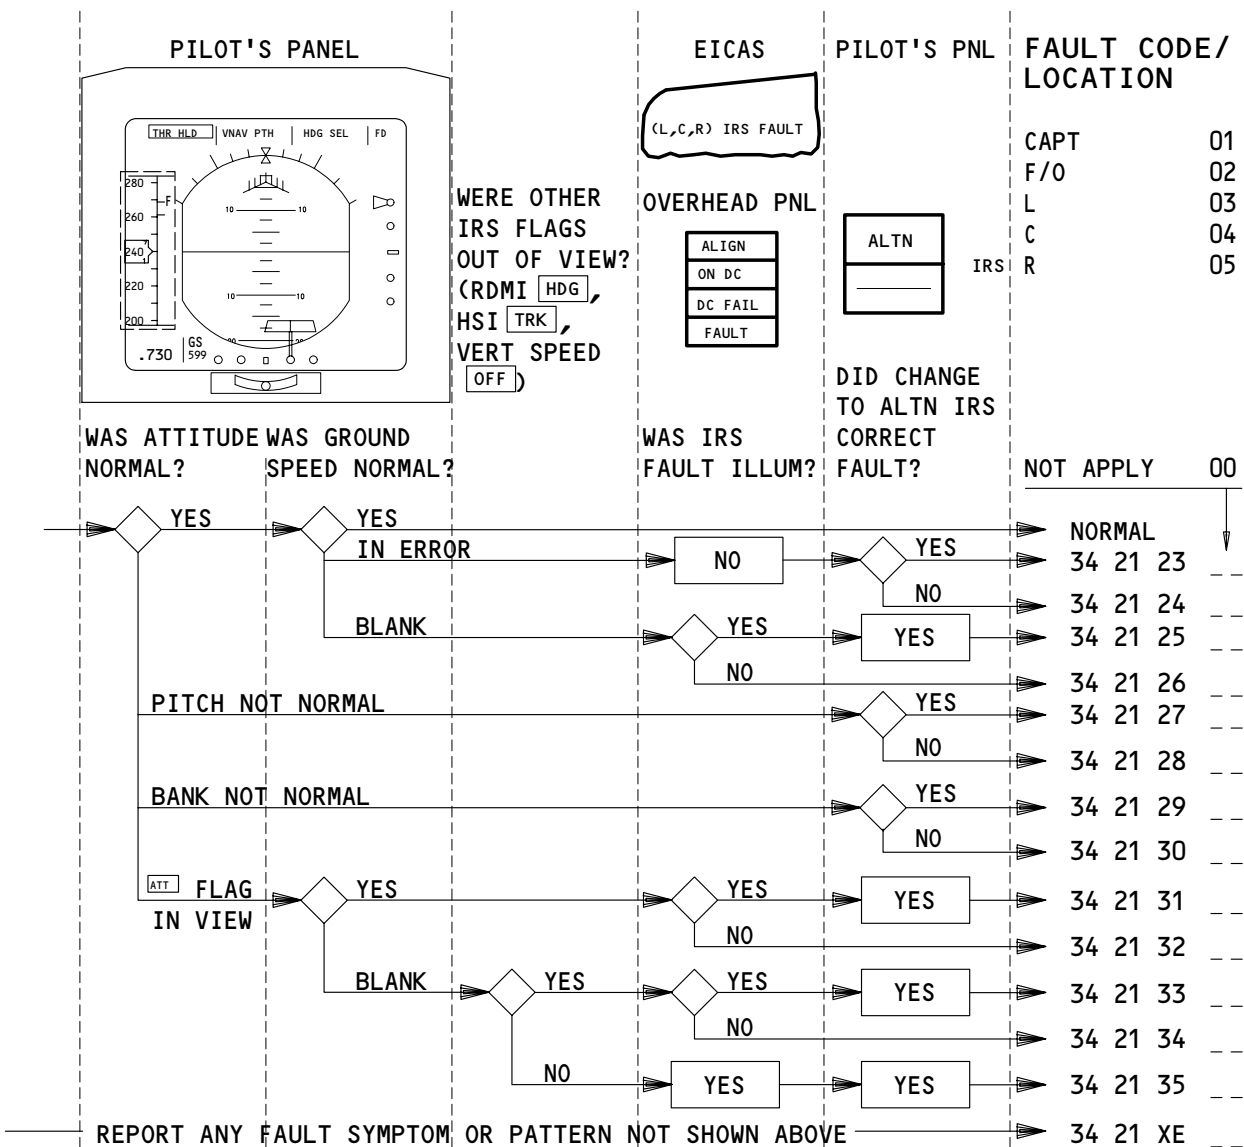 PILOT'S PANEL
EICAS
PILOT'S PNL
FAULT CODE/
LOCATION
THR HLD
VNAV PTH
HDG SEL
FD
280
260
240
220
200
F
10
10
10
10
20
20
.730
GS
599
WERE OTHER
IRS FLAGS
OUT OF VIEW?
(RDMI HDG,
HSI TRK,
VERT SPEED
OFF)
(L,C,R) IRS FAULT
OVERHEAD PNL
ALIGN
ON DC
DC FAIL
FAULT
ALTN
IRS
CAPT 01
F/O 02
L 03
C 04
R 05
WAS ATTITUDE
NORMAL?
WAS GROUND
SPEED NORMAL?
WAS IRS
FAULT ILLUM?
DID CHANGE
TO ALTN IRS
CORRECT
FAULT?
NOT APPLY 00
YES
YES
NORMAL
IN ERROR
NO
YES
34 21 23 _ _
NO
34 21 24 _ _
BLANK
YES
YES
34 21 25 _ _
NO
34 21 26 _ _
PITCH NOT NORMAL
YES
34 21 27 _ _
NO
34 21 28 _ _
BANK NOT NORMAL
YES
34 21 29 _ _
NO
34 21 30 _ _
ATT FLAG
IN VIEW
YES
YES
YES
34 21 31 _ _
NO
34 21 32 _ _
BLANK
YES
YES
YES
34 21 33 _ _
NO
34 21 34 _ _
NO
YES
YES
34 21 35 _ _
REPORT ANY FAULT SYMPTOM OR PATTERN NOT SHOWN ABOVE
34 21 XE _ _